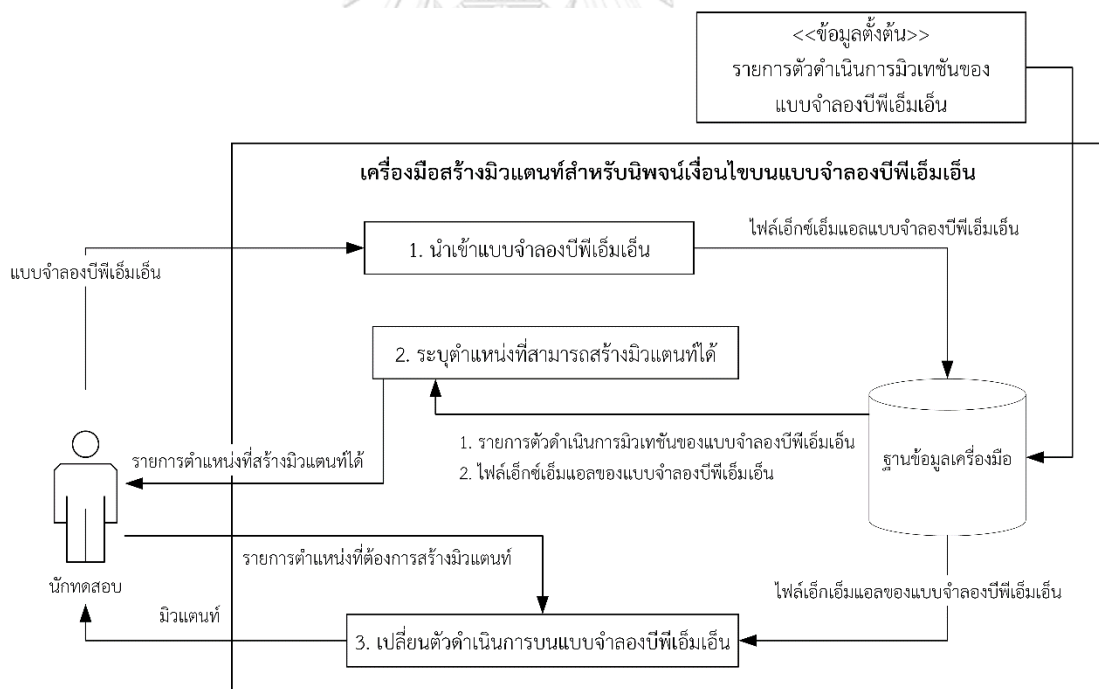 <<ข้อมูลตั้งต้น>>
รายการตัวดำเนินการมิวเทชันของ
แบบจำลองบีพีเอ็มเอ็น
เครื่องมือสร้างมิวแตนท์สำหรับนิพจน์เงื่อนไขบนแบบจำลองบีพีเอ็มเอ็น
ไฟล์เอ็กซ์เอ็มแอลแบบจำลองบีพีเอ็มเอ็น
1. นำเข้าแบบจำลองบีพีเอ็มเอ็น
แบบจำลองบีพีเอ็มเอ็น
2. ระบุตำแหน่งที่สามารถสร้างมิวแตนท์ได้
1. รายการตัวดำเนินการมิวเทชันของแบบจำลองบีพีเอ็มเอ็น
2. ไฟล์เอ็กซ์เอ็มแอลของแบบจำลองบีพีเอ็มเอ็น
ฐานข้อมูลเครื่องมือ
รายการตำแหน่งที่สร้างมิวแตนท์ได้
รายการตำแหน่งที่ต้องการสร้างมิวแตนท์
นักทดสอบ
ไฟล์เอ็กเอ็มแอลของแบบจำลองบีพีเอ็มเอ็น
มิวแตนท์
3. เปลี่ยนตัวดำเนินการบนแบบจำลองบีพีเอ็มเอ็น